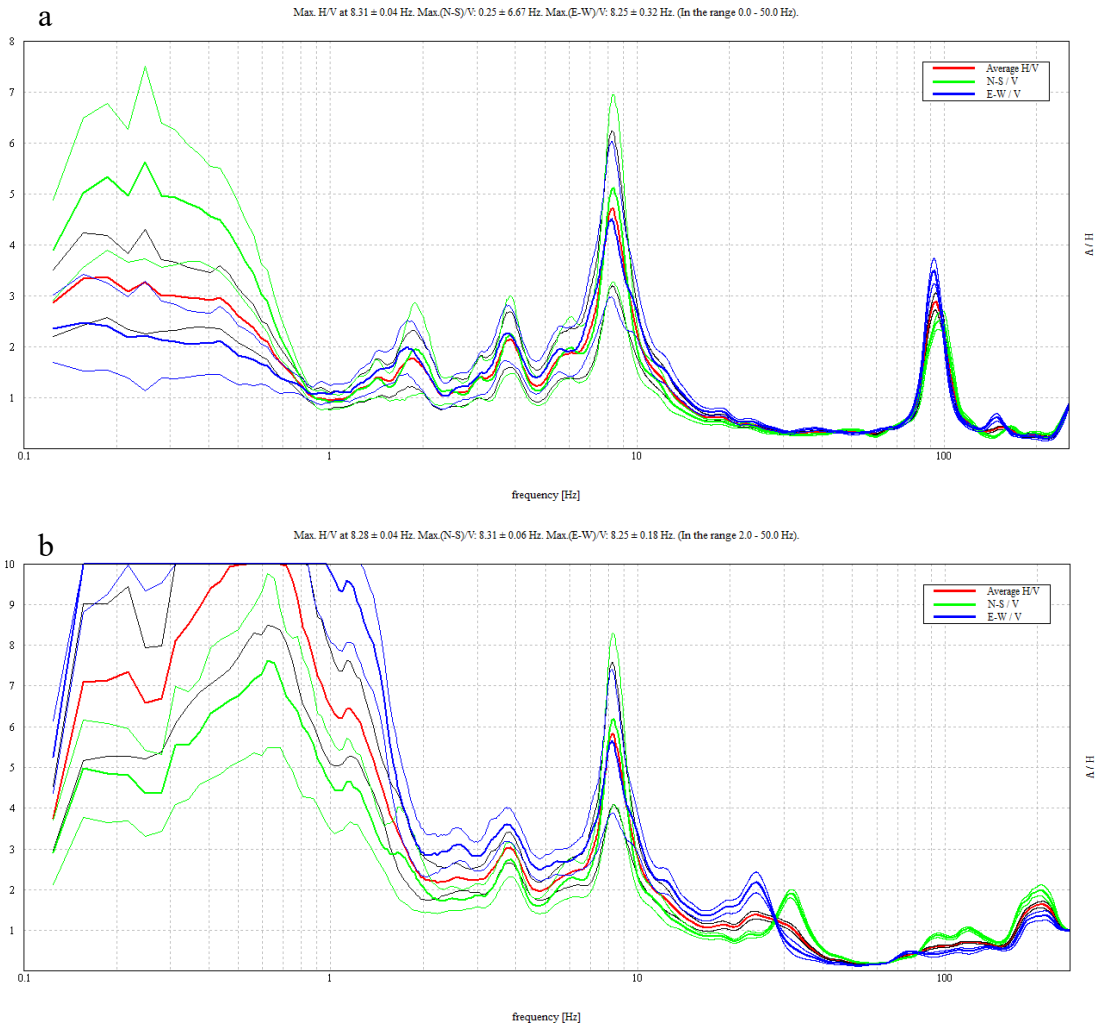 a
Max. H/V at 8.31 ± 0.04 Hz. Max.(N-S)/V: 0.25 ± 6.67 Hz. Max.(E-W)/V: 8.25 ± 0.32 Hz. (In the range 0.0 - 50.0 Hz).
8
7
6
5
4
3
2
1
Average H/V
N-S / V
E-W / V
H / V
0.1
1
10
100
frequency [Hz]
b
Max. H/V at 8.28 ± 0.04 Hz. Max.(N-S)/V: 8.31 ± 0.06 Hz. Max.(E-W)/V: 8.25 ± 0.18 Hz. (In the range 2.0 - 50.0 Hz).
10
9
8
7
6
5
4
3
2
1
Average H/V
N-S / V
E-W / V
H / V
0.1
1
10
100
frequency [Hz]